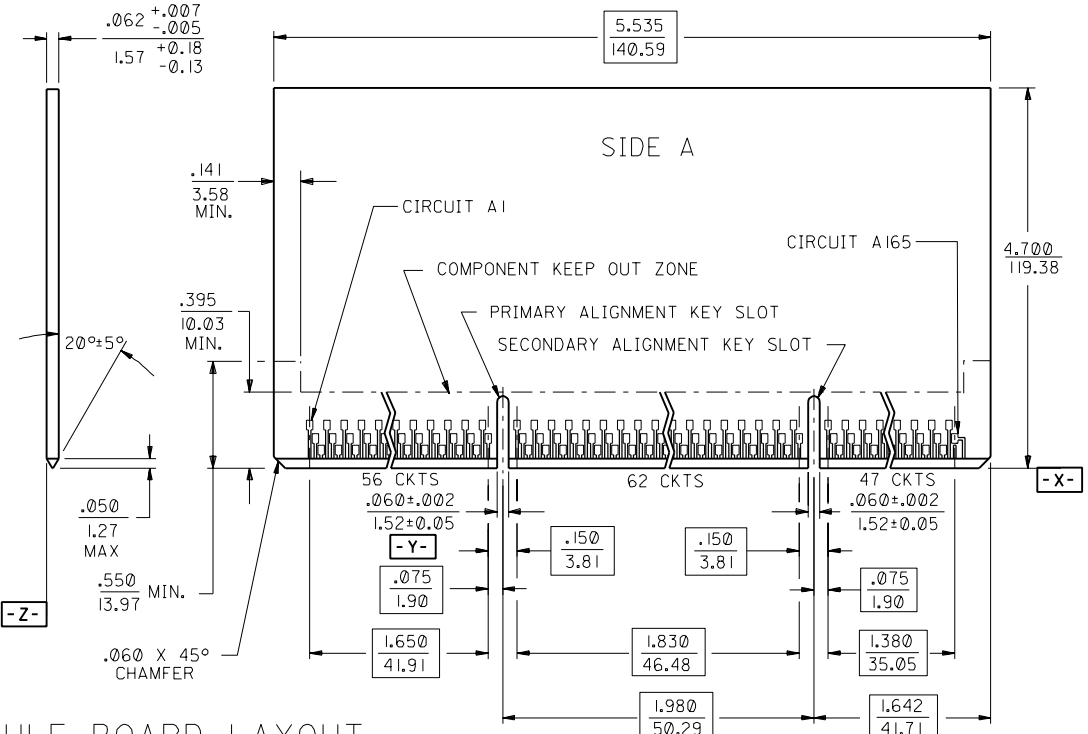 .062 +.007 -.005
1.57 +0.18 -0.13
5.535
140.59
SIDE A
.141
3.58
MIN.
CIRCUIT A1
CIRCUIT A165
4.700
119.38
COMPONENT KEEP OUT ZONE
.395
10.03
MIN.
PRIMARY ALIGNMENT KEY SLOT
SECONDARY ALIGNMENT KEY SLOT
20°±5°
-X-
56 CKTS
62 CKTS
47 CKTS
.060±.002
1.52±0.05
.060±.002
1.52±0.05
.050
1.27
MAX
-Y-
.150
3.81
.150
3.81
.550
13.97
MIN.
.075
1.90
.075
1.90
-Z-
.060 X 45°
CHAMFER
1.650
41.91
1.830
46.48
1.380
35.05
1.980
50.29
1.642
41.71
BOARD LAYOUT